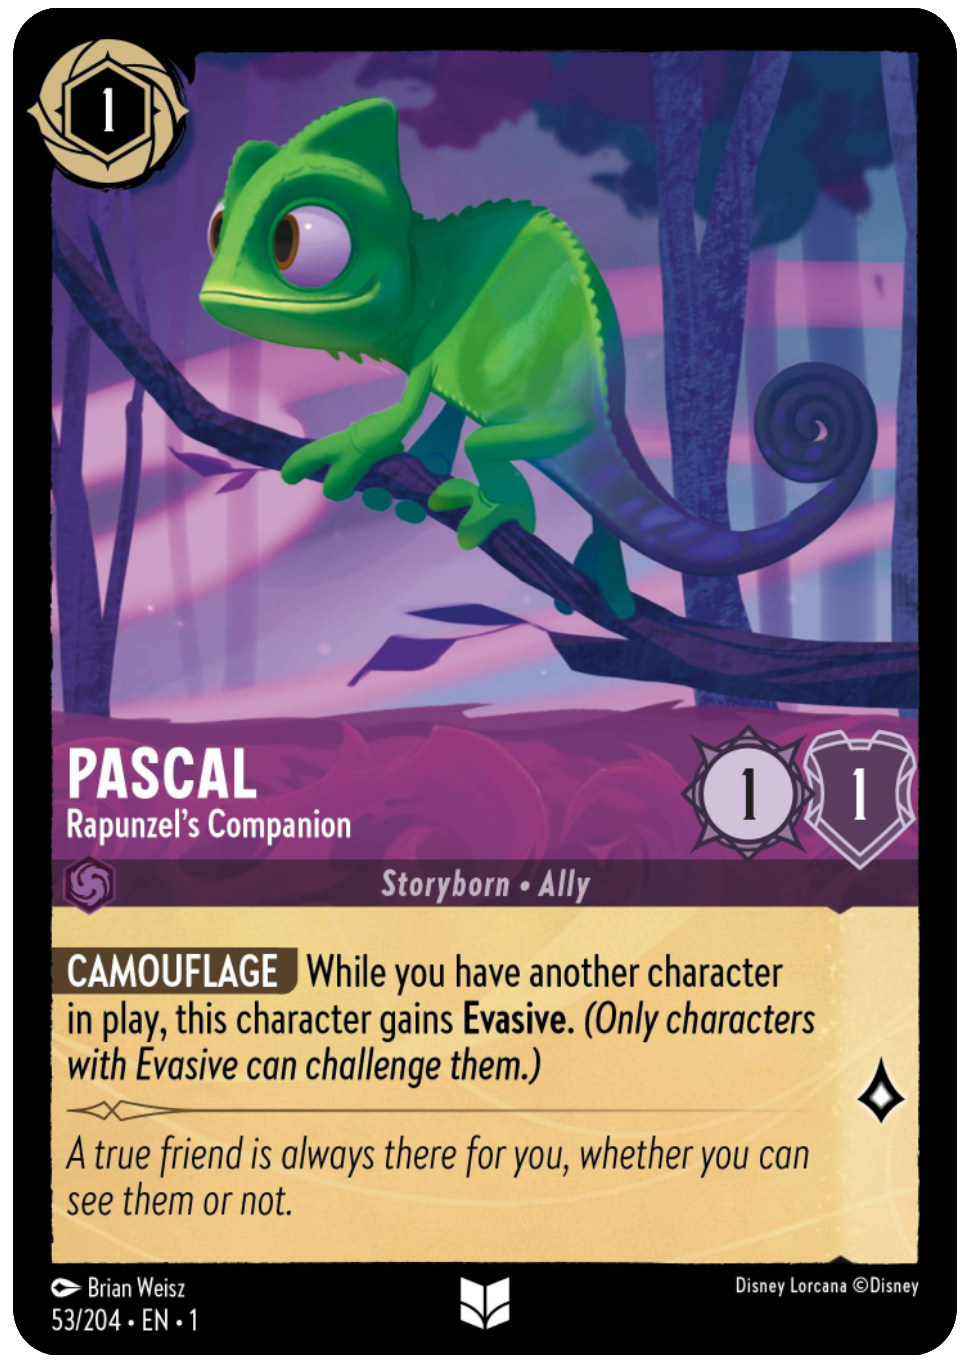 1
PASCAL
Rapunzel's Companion
1 1
Storyborn • Ally
CAMOUFLAGE While you have another character
in play, this character gains Evasive. (Only characters
with Evasive can challenge them.)
A true friend is always there for you, whether you can
see them or not.
Brian Weisz
Disney Lorcana ©Disney
53/204 • EN • 1